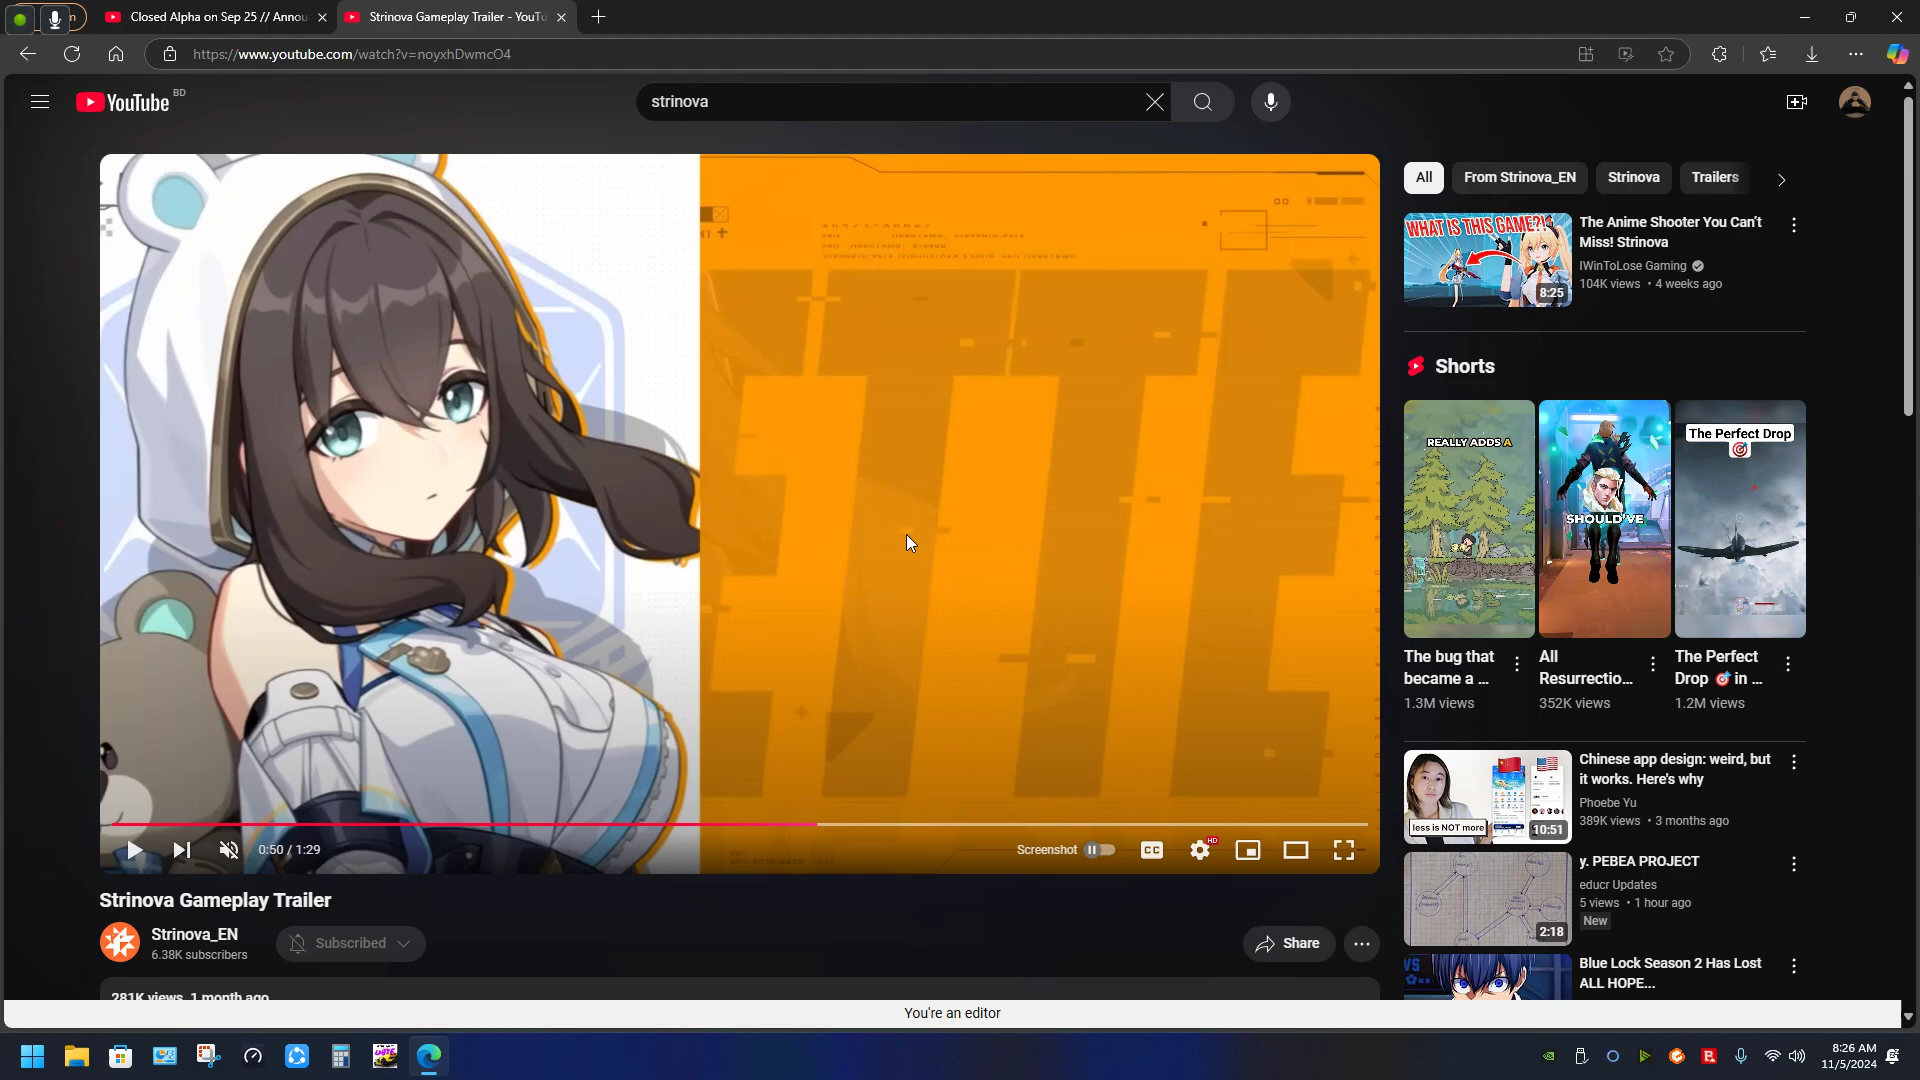 Closed Alpha on Sep 25 // Annou
Strinova Gameplay Trailer - YouTu
https://www.youtube.com/watch?v=noyxhDwmcO4
YouTube BD
strinova
All
From Strinova_EN
Strinova
Trailers
WHAT IS THIS GAME?!
8:25
The Anime Shooter You Can't
Miss! Strinova
IWinToLose Gaming
104K views • 4 weeks ago
Shorts
REALLY ADDS A
SHOULD'VE
The Perfect Drop
The bug that
became a ...
1.3M views
All
Resurrectio...
352K views
The Perfect
Drop 🎯 in ...
1.2M views
less is NOT more
10:51
Chinese app design: weird, but
it works. Here's why
Phoebe Yu
389K views • 3 months ago
2:18
y. PEBEA PROJECT
educr Updates
5 views • 1 hour ago
New
VS
Blue Lock Season 2 Has Lost
ALL HOPE...
0:50 / 1:29
Screenshot
CC
HD
Strinova Gameplay Trailer
Strinova_EN
6.38K subscribers
Subscribed
Share
281K views 1 month ago
You're an editor
8:26 AM
11/5/2024